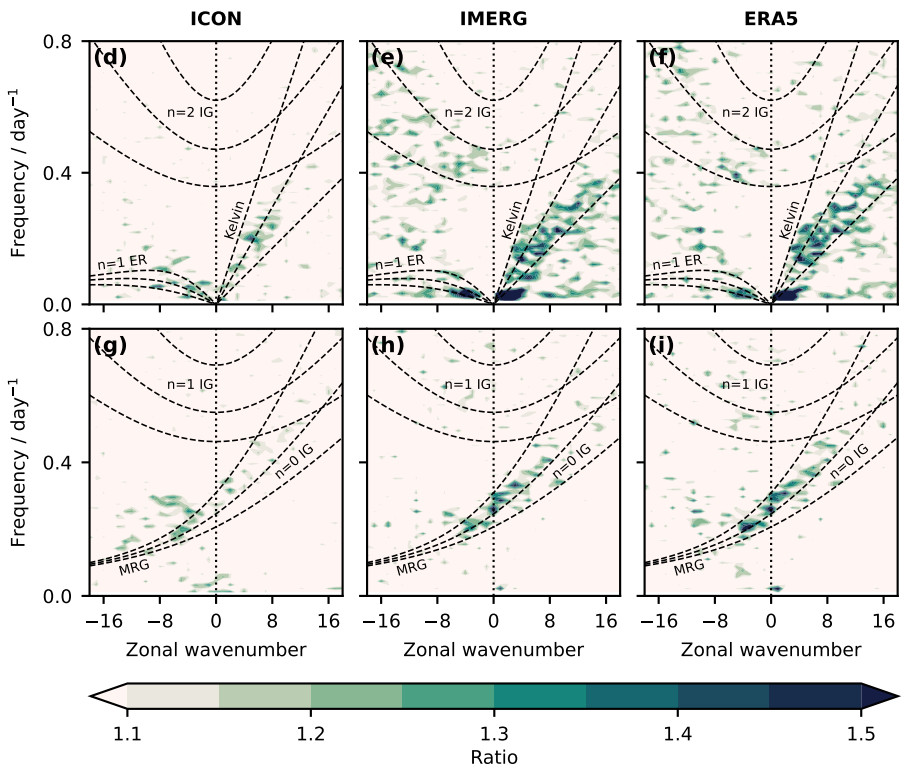 ICON IMERG ERA5
0.8 (d) (e) (f)
n=2 IG n=2 IG n=2 IG
0.4
Kelvin Kelvin Kelvin
n=1 ER n=1 ER n=1 ER
0.0
Frequency / day⁻¹
0.8 (g) (h) (i)
n=1 IG n=1 IG n=1 IG
0.4
n=0 IG n=0 IG n=0 IG
MRG MRG MRG
0.0
Frequency / day⁻¹
−16 −8 0 8 16 −16 −8 0 8 16 −16 −8 0 8 16
Zonal wavenumber Zonal wavenumber Zonal wavenumber
1.1 1.2 1.3 1.4 1.5
Ratio